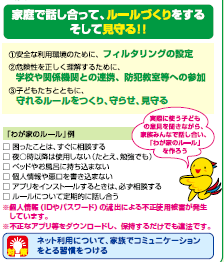 家庭で話し合って、ルールづくりをする
そして見守る!!
①安全な利用環境のために、フィルタリングの設定
②危険性を正しく理解するために、
学校や関係機関との連携、防犯教室等への参加
③子どもたちとともに、
守れるルールをつくり、守らせ、見守る
「わが家のルール」例
□ 困ったことは、すぐに相談する
□ 夜○時以降は使用しない(たとえ、勉強でも)
□ ベッドやお風呂に持ち込まない
□ 個人情報や悪口を書き込まない
□ アプリをインストールするときは、必ず相談する
□ ルールについて定期的に話し合う
実際に使う子ども
の意見を聞きながら、
家族みんなで話し合い、
「わが家のルール」
を作ろう
※個人情報(IDやパスワード)の流出による不正使用被害が発生
しています。
※不正なアプリ等をダウンロードし、保持するだけでも違法です。
ネット利用について、家族でコミュニケーション
をとる習慣をつける